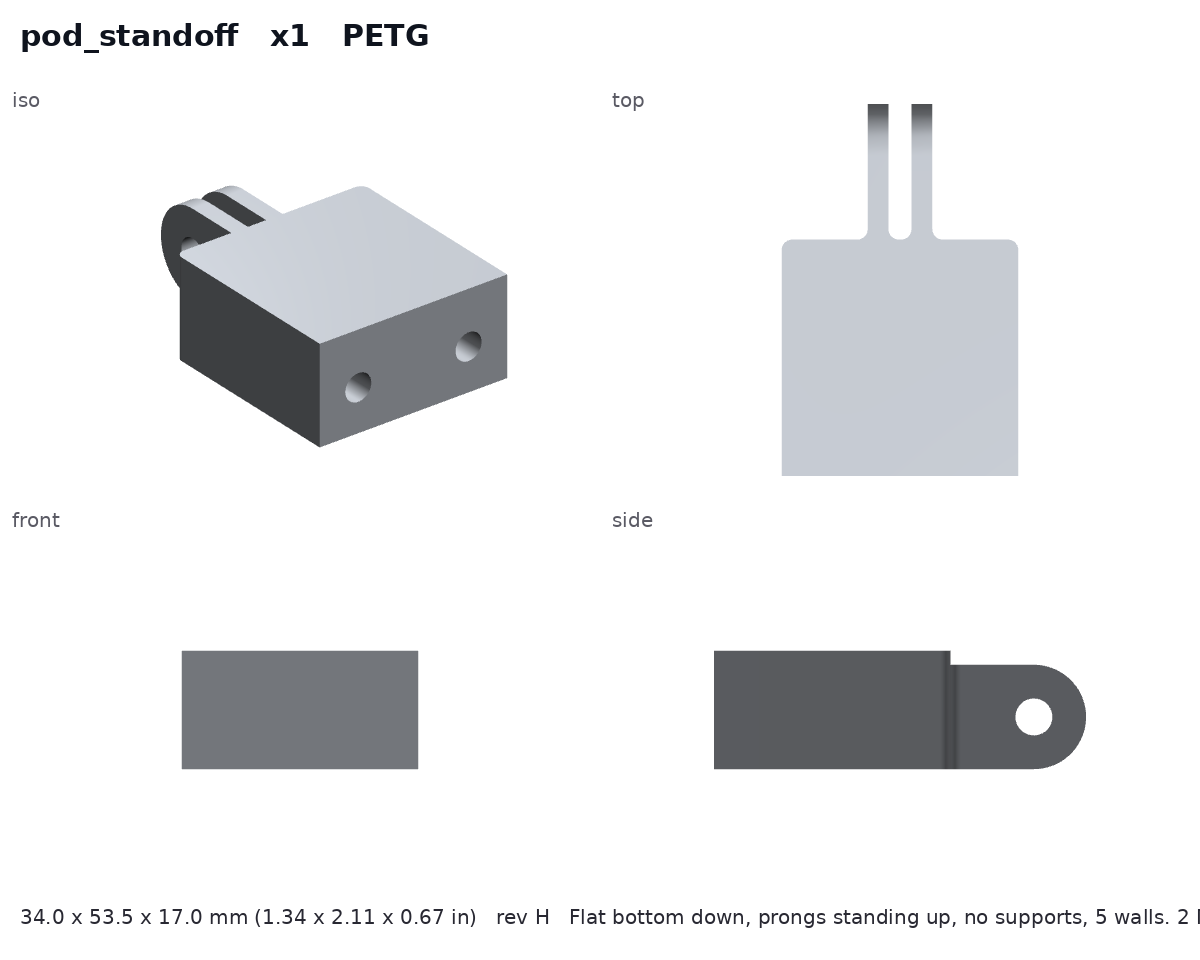 pod_standoff x1 PETG
iso
top
front
side
34.0 x 53.5 x 17.0 mm (1.34 x 2.11 x 0.67 in) rev H Flat bottom down, prongs standing up, no supports, 5 walls. 2